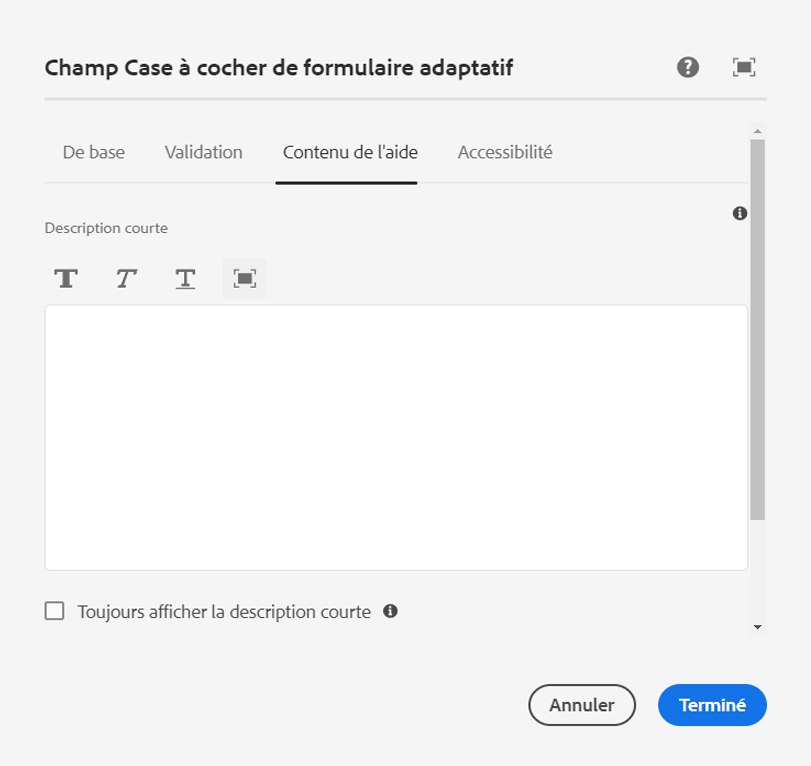 Champ Case à cocher de formulaire adaptatif
De base Validation Contenu de l'aide Accessibilité
Description courte
T T T
Toujours afficher la description courte
Annuler Terminé